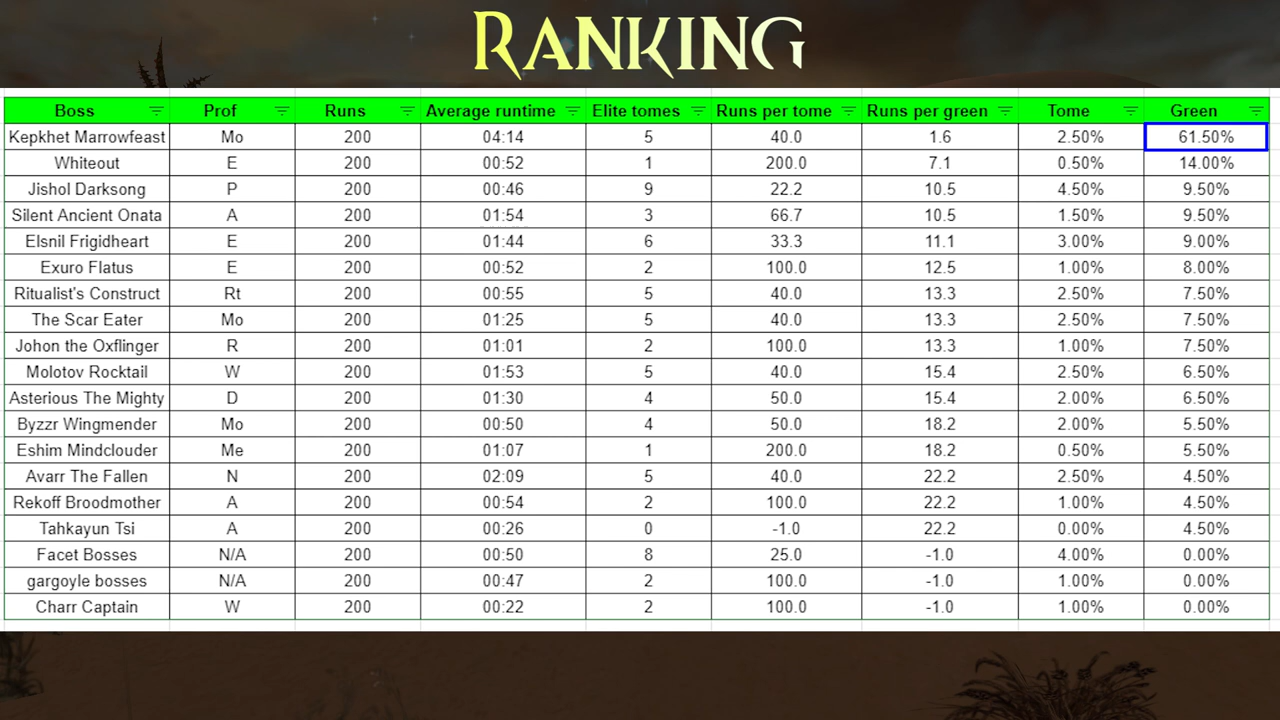 RANKING
Boss Prof Runs Average runtime Elite tomes Runs per tome Runs per green Tome Green
Kepkhet Marrowfeast Mo 200 04:14 5 40.0 1.6 2.50% 61.50%
Whiteout E 200 00:52 1 200.0 7.1 0.50% 14.00%
Jishol Darksong P 200 00:46 9 22.2 10.5 4.50% 9.50%
Silent Ancient Onata A 200 01:54 3 66.7 10.5 1.50% 9.50%
Elsnil Frigidheart E 200 01:44 6 33.3 11.1 3.00% 9.00%
Exuro Flatus E 200 00:52 2 100.0 12.5 1.00% 8.00%
Ritualist's Construct Rt 200 00:55 5 40.0 13.3 2.50% 7.50%
The Scar Eater Mo 200 01:25 5 40.0 13.3 2.50% 7.50%
Johon the Oxflinger R 200 01:01 2 100.0 13.3 1.00% 7.50%
Molotov Rocktail W 200 01:53 5 40.0 15.4 2.50% 6.50%
Asterious The Mighty D 200 01:30 4 50.0 15.4 2.00% 6.50%
Byzzr Wingmender Mo 200 00:50 4 50.0 18.2 2.00% 5.50%
Eshim Mindclouder Me 200 01:07 1 200.0 18.2 0.50% 5.50%
Avarr The Fallen N 200 02:09 5 40.0 22.2 2.50% 4.50%
Rekoff Broodmother A 200 00:54 2 100.0 22.2 1.00% 4.50%
Tahkayun Tsi A 200 00:26 0 -1.0 22.2 0.00% 4.50%
Facet Bosses N/A 200 00:50 8 25.0 -1.0 4.00% 0.00%
gargoyle bosses N/A 200 00:47 2 100.0 -1.0 1.00% 0.00%
Charr Captain W 200 00:22 2 100.0 -1.0 1.00% 0.00%